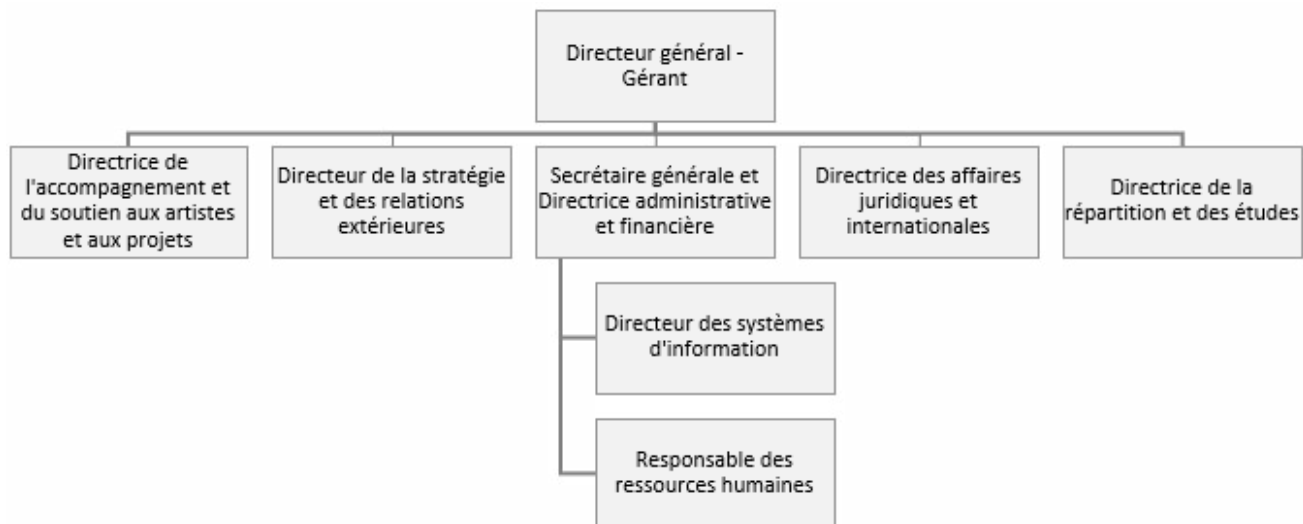 Directeur général -
Gérant
Directrice de
l'accompagnement et
du soutien aux artistes
et aux projets
Directeur de la stratégie
et des relations
extérieures
Secrétaire générale et
Directrice administrative
et financière
Directrice des affaires
juridiques et
internationales
Directrice de la
répartition et des études
Directeur des systèmes
d'information
Responsable des
ressources humaines